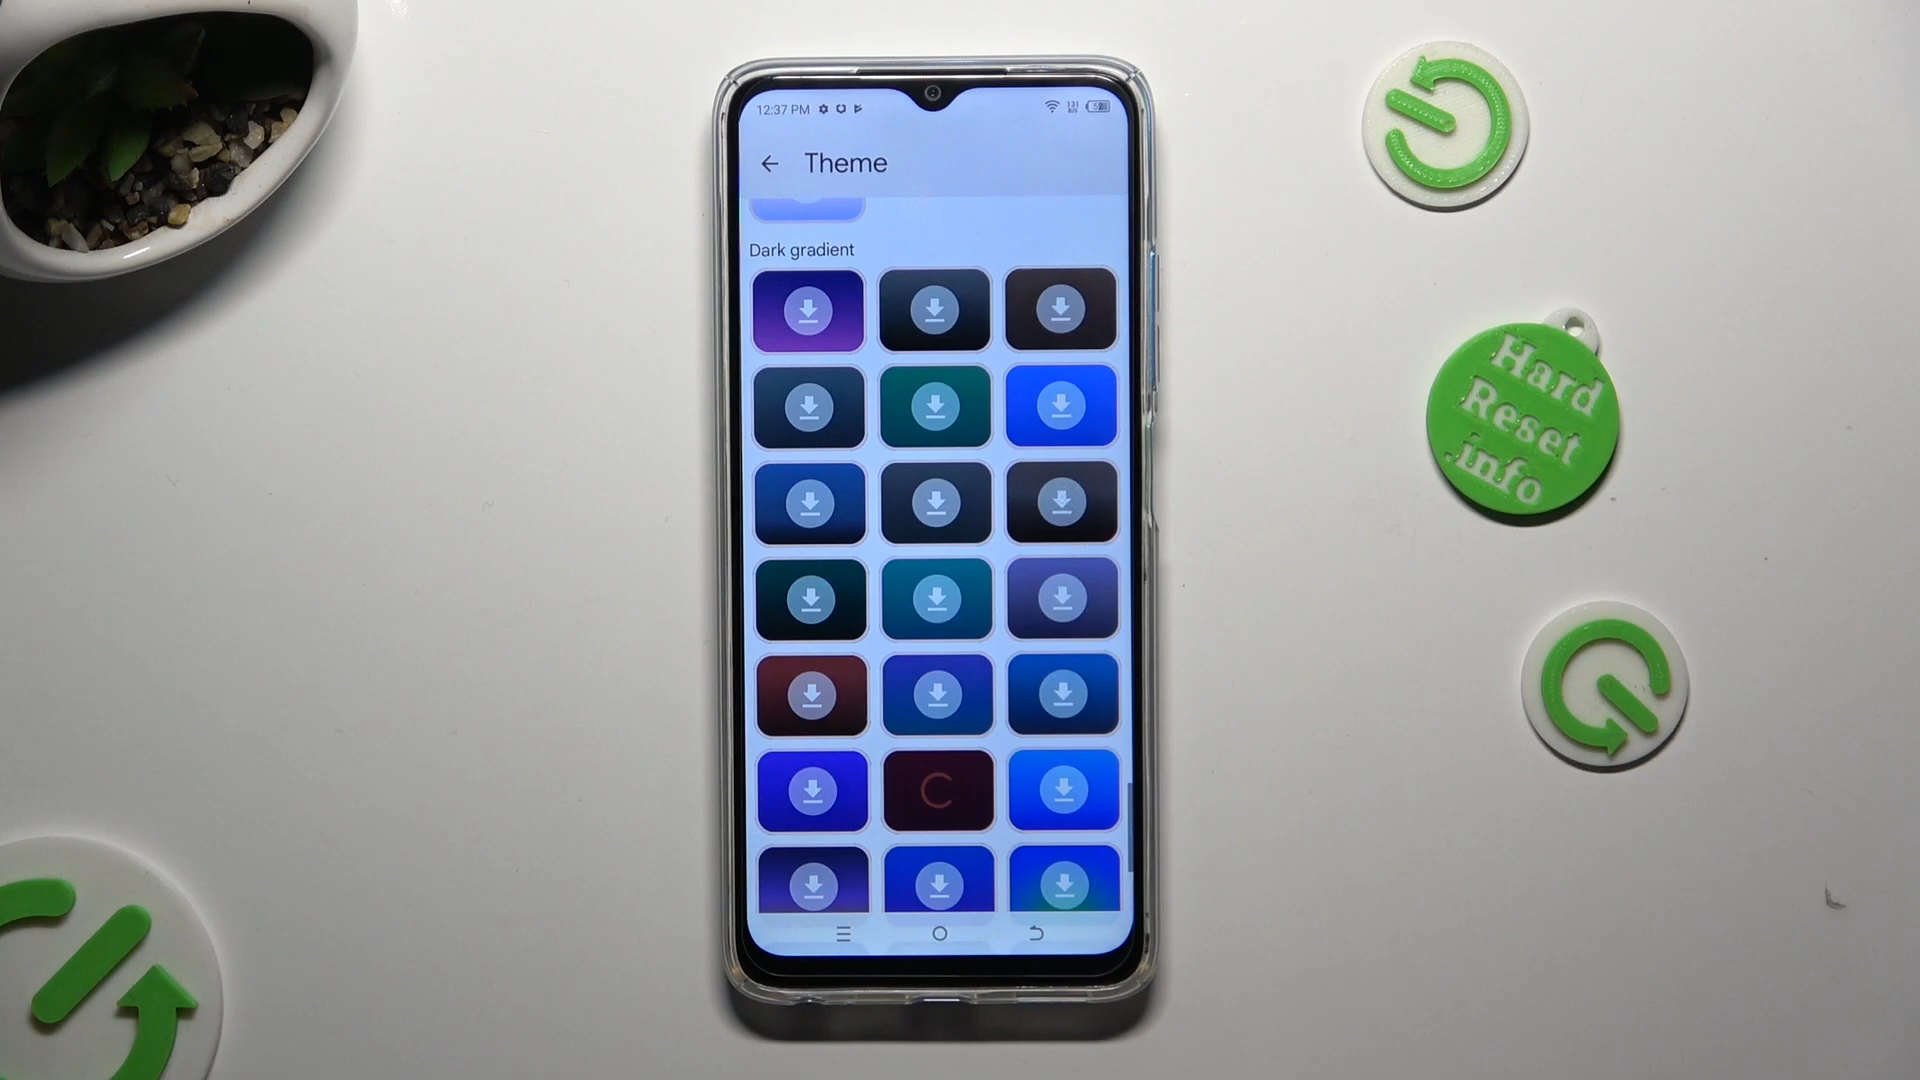 12:37 PM
Theme
Dark gradient
Hard
Reset
.info